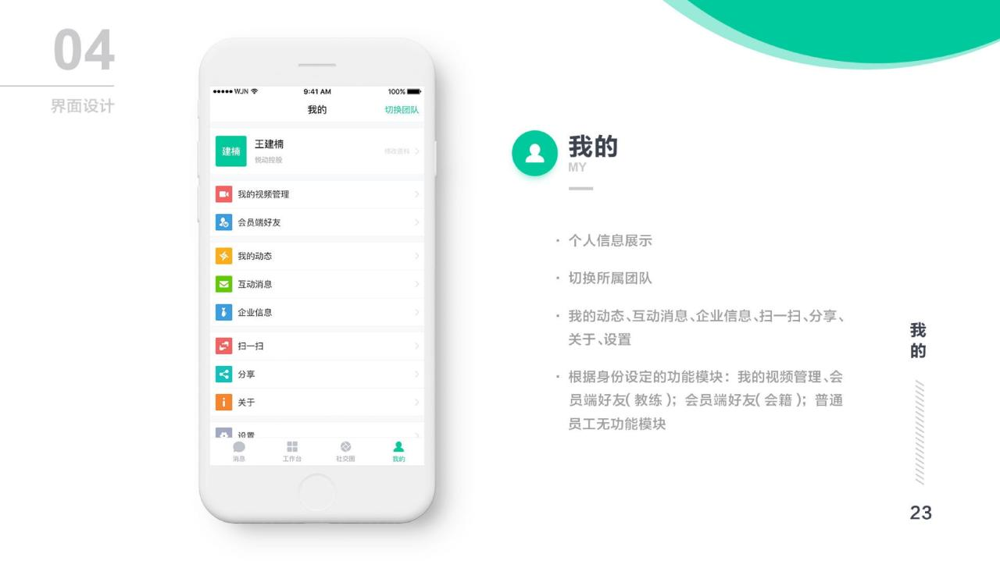 04
界面设计
WJN
9:41 AM
100%
我的
切换团队
建楠
王建楠
悦动控股
修改资料
我的视频管理
会员端好友
我的动态
互动消息
企业信息
扫一扫
分享
关于
设置
消息
工作台
社交圈
我的
我的
MY
· 个人信息展示
· 切换所属团队
· 我的动态、互动消息、企业信息、扫一扫、分享、
关于、设置
· 根据身份设定的功能模块：我的视频管理、会
员端好友（教练）；会员端好友（会籍）；普通
员工无功能模块
我的
23